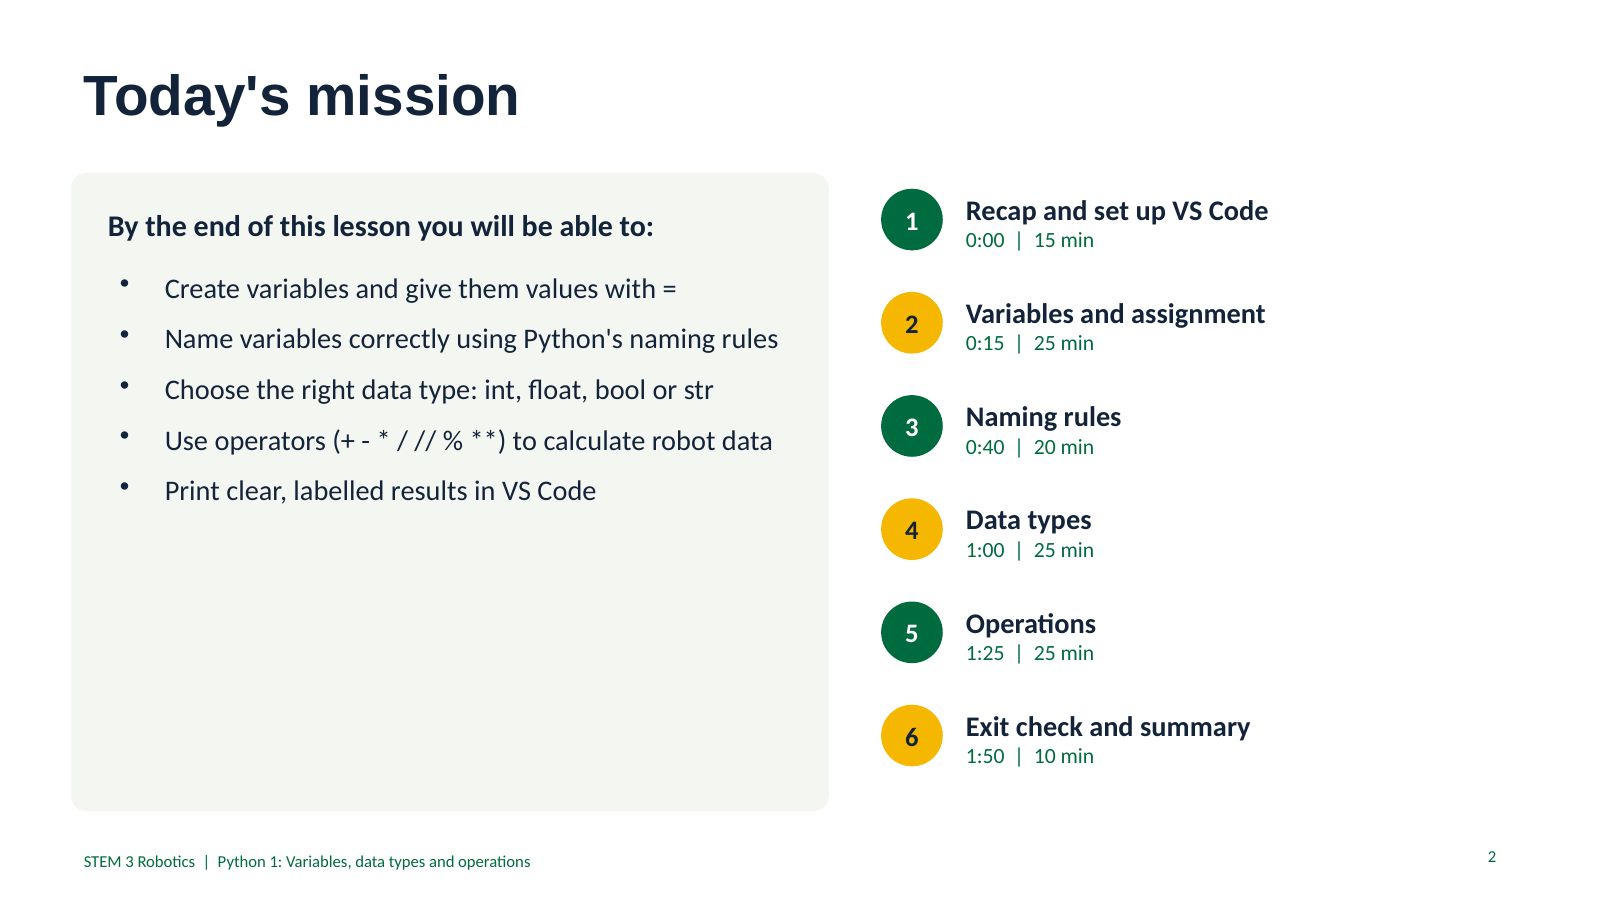 Today's mission
By the end of this lesson you will be able to:
• Create variables and give them values with =
• Name variables correctly using Python's naming rules
• Choose the right data type: int, float, bool or str
• Use operators (+ - * / // % **) to calculate robot data
• Print clear, labelled results in VS Code
1
Recap and set up VS Code
0:00 | 15 min
2
Variables and assignment
0:15 | 25 min
3
Naming rules
0:40 | 20 min
4
Data types
1:00 | 25 min
5
Operations
1:25 | 25 min
6
Exit check and summary
1:50 | 10 min
STEM 3 Robotics | Python 1: Variables, data types and operations
2